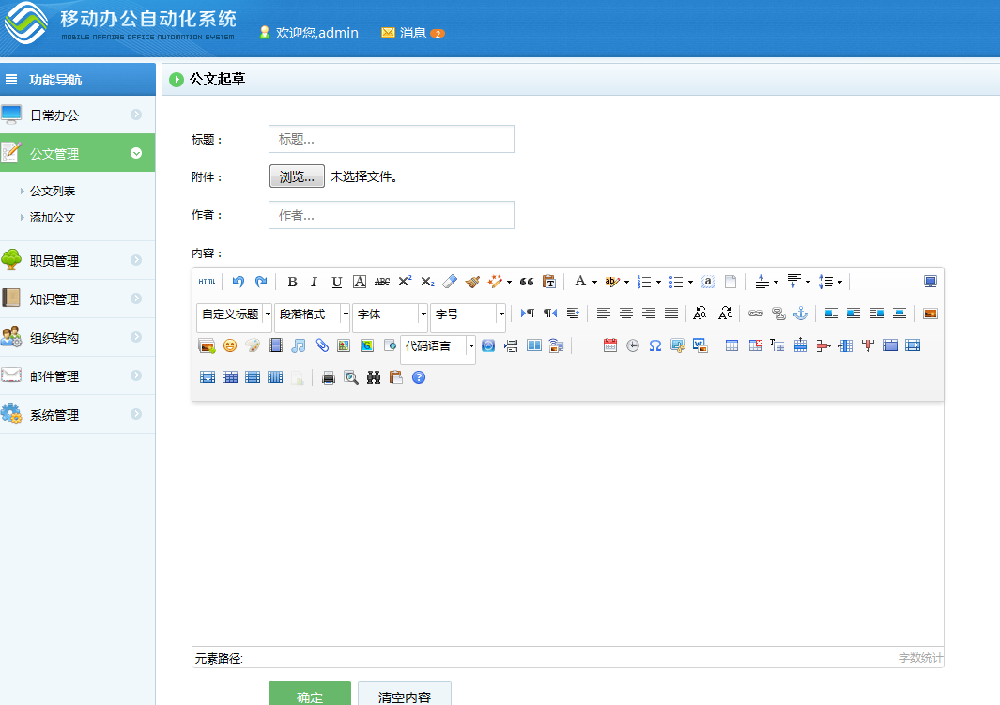 移动办公自动化系统
MOBILE AFFAIRS OFFICE AUTOMATION SYSTEM
欢迎您,admin 消息 2
功能导航
日常办公
公文管理
公文列表
添加公文
职员管理
知识管理
组织结构
邮件管理
系统管理
公文起草
标题： 标题...
附件： 浏览... 未选择文件。
作者： 作者...
内容：
HTML B I U A ABC X² X₂ A ab a
自定义标题 段落格式 字体 字号
代码语言
元素路径: 字数统计
确定 清空内容